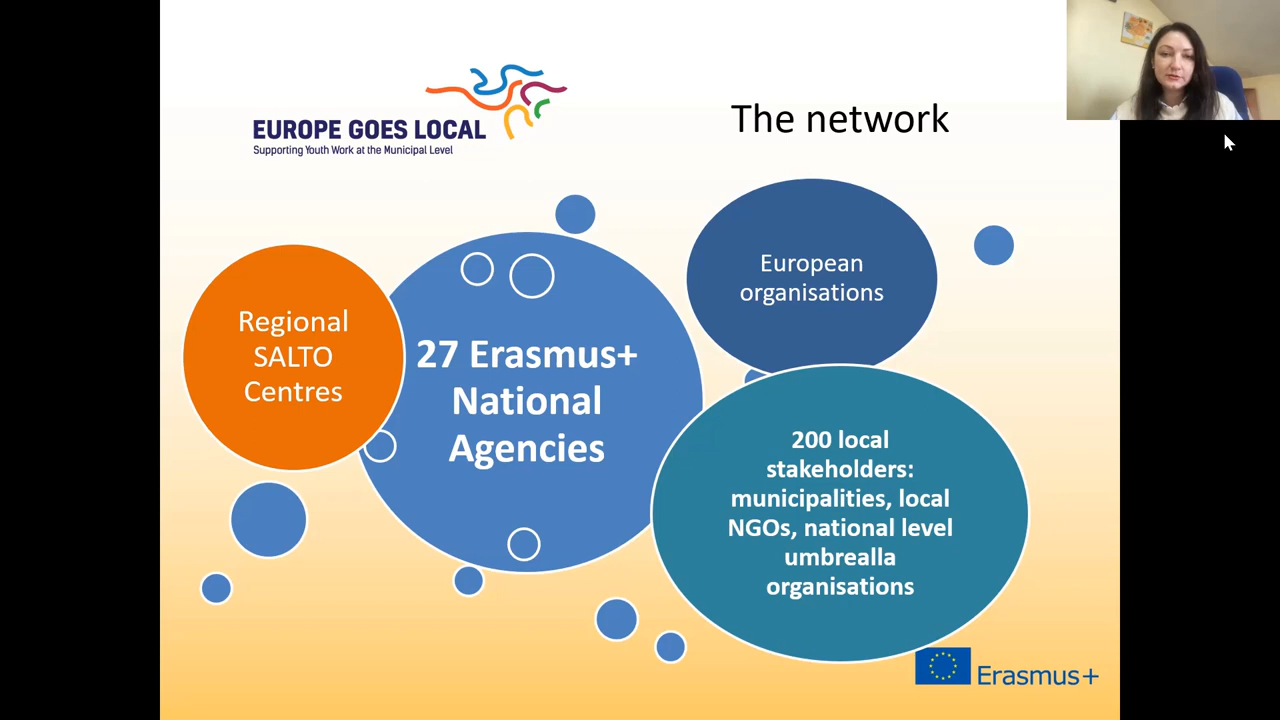 EUROPE GOES LOCAL
Supporting Youth Work at the Municipal Level
The network
Regional
SALTO
Centres
27 Erasmus+
National
Agencies
European
organisations
200 local
stakeholders:
municipalities, local
NGOs, national level
umbrealla
organisations
Erasmus+